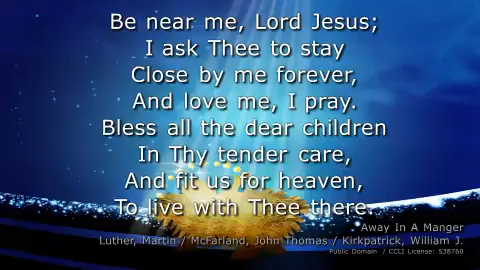 Be near me, Lord Jesus;
I ask Thee to stay
Close by me forever,
And love me, I pray.
Bless all the dear children
In Thy tender care,
And fit us for heaven,
To live with Thee there.
Away In A Manger
Luther, Martin / McFarland, John Thomas / Kirkpatrick, William J.
Public Domain / CCLI License: 538760